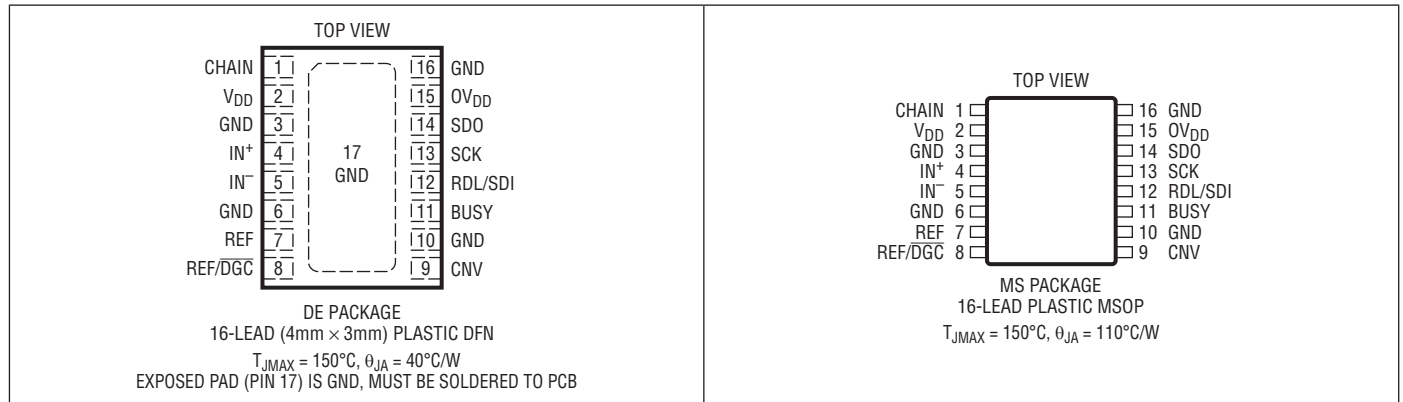 TOP VIEW
CHAIN 1 16 GND
VDD 2 15 OVDD
GND 3 14 SDO
IN+ 4 13 SCK
IN– 5 12 RDL/SDI
GND 6 11 BUSY
REF 7 10 GND
REF/D̅G̅C̅ 8 9 CNV
17
GND
DE PACKAGE
16-LEAD (4mm × 3mm) PLASTIC DFN
TJMAX = 150°C, θJA = 40°C/W
EXPOSED PAD (PIN 17) IS GND, MUST BE SOLDERED TO PCB
TOP VIEW
CHAIN 1 16 GND
VDD 2 15 OVDD
GND 3 14 SDO
IN+ 4 13 SCK
IN– 5 12 RDL/SDI
GND 6 11 BUSY
REF 7 10 GND
REF/D̅G̅C̅ 8 9 CNV
MS PACKAGE
16-LEAD PLASTIC MSOP
TJMAX = 150°C, θJA = 110°C/W